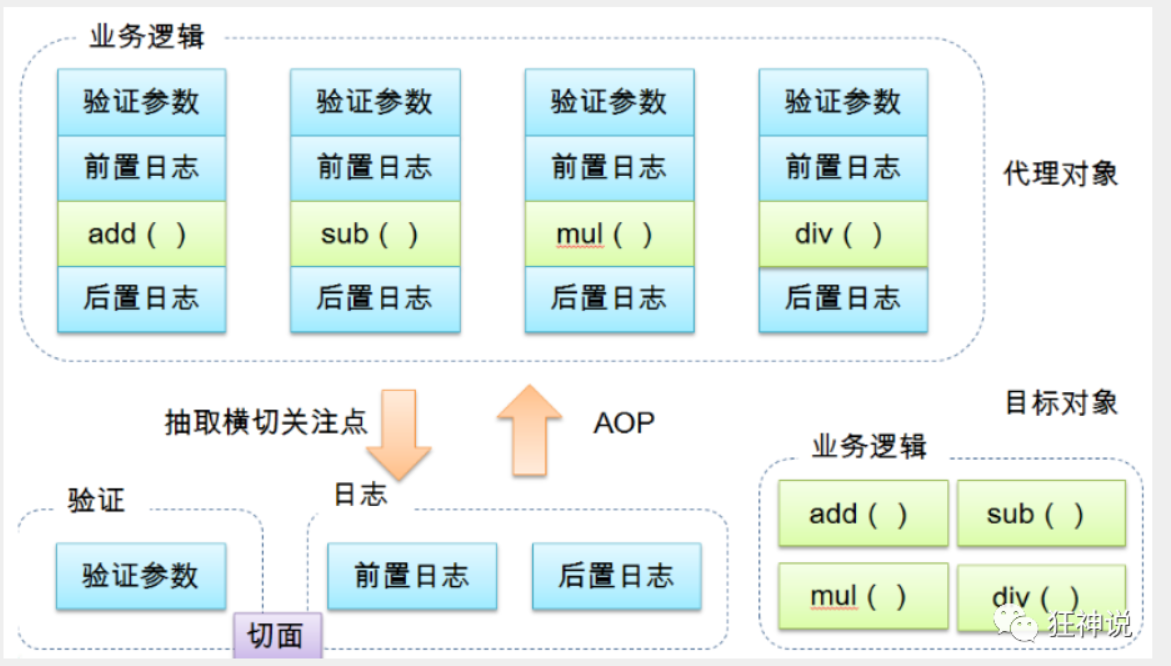 业务逻辑
验证参数 验证参数 验证参数 验证参数
前置日志 前置日志 前置日志 前置日志
代理对象
add ( ) sub ( ) mul ( ) div ( )
后置日志 后置日志 后置日志 后置日志
抽取横切关注点
AOP
目标对象
验证
日志
业务逻辑
验证参数
前置日志 后置日志
切面
add ( ) sub ( )
mul ( ) div ( )
狂神说